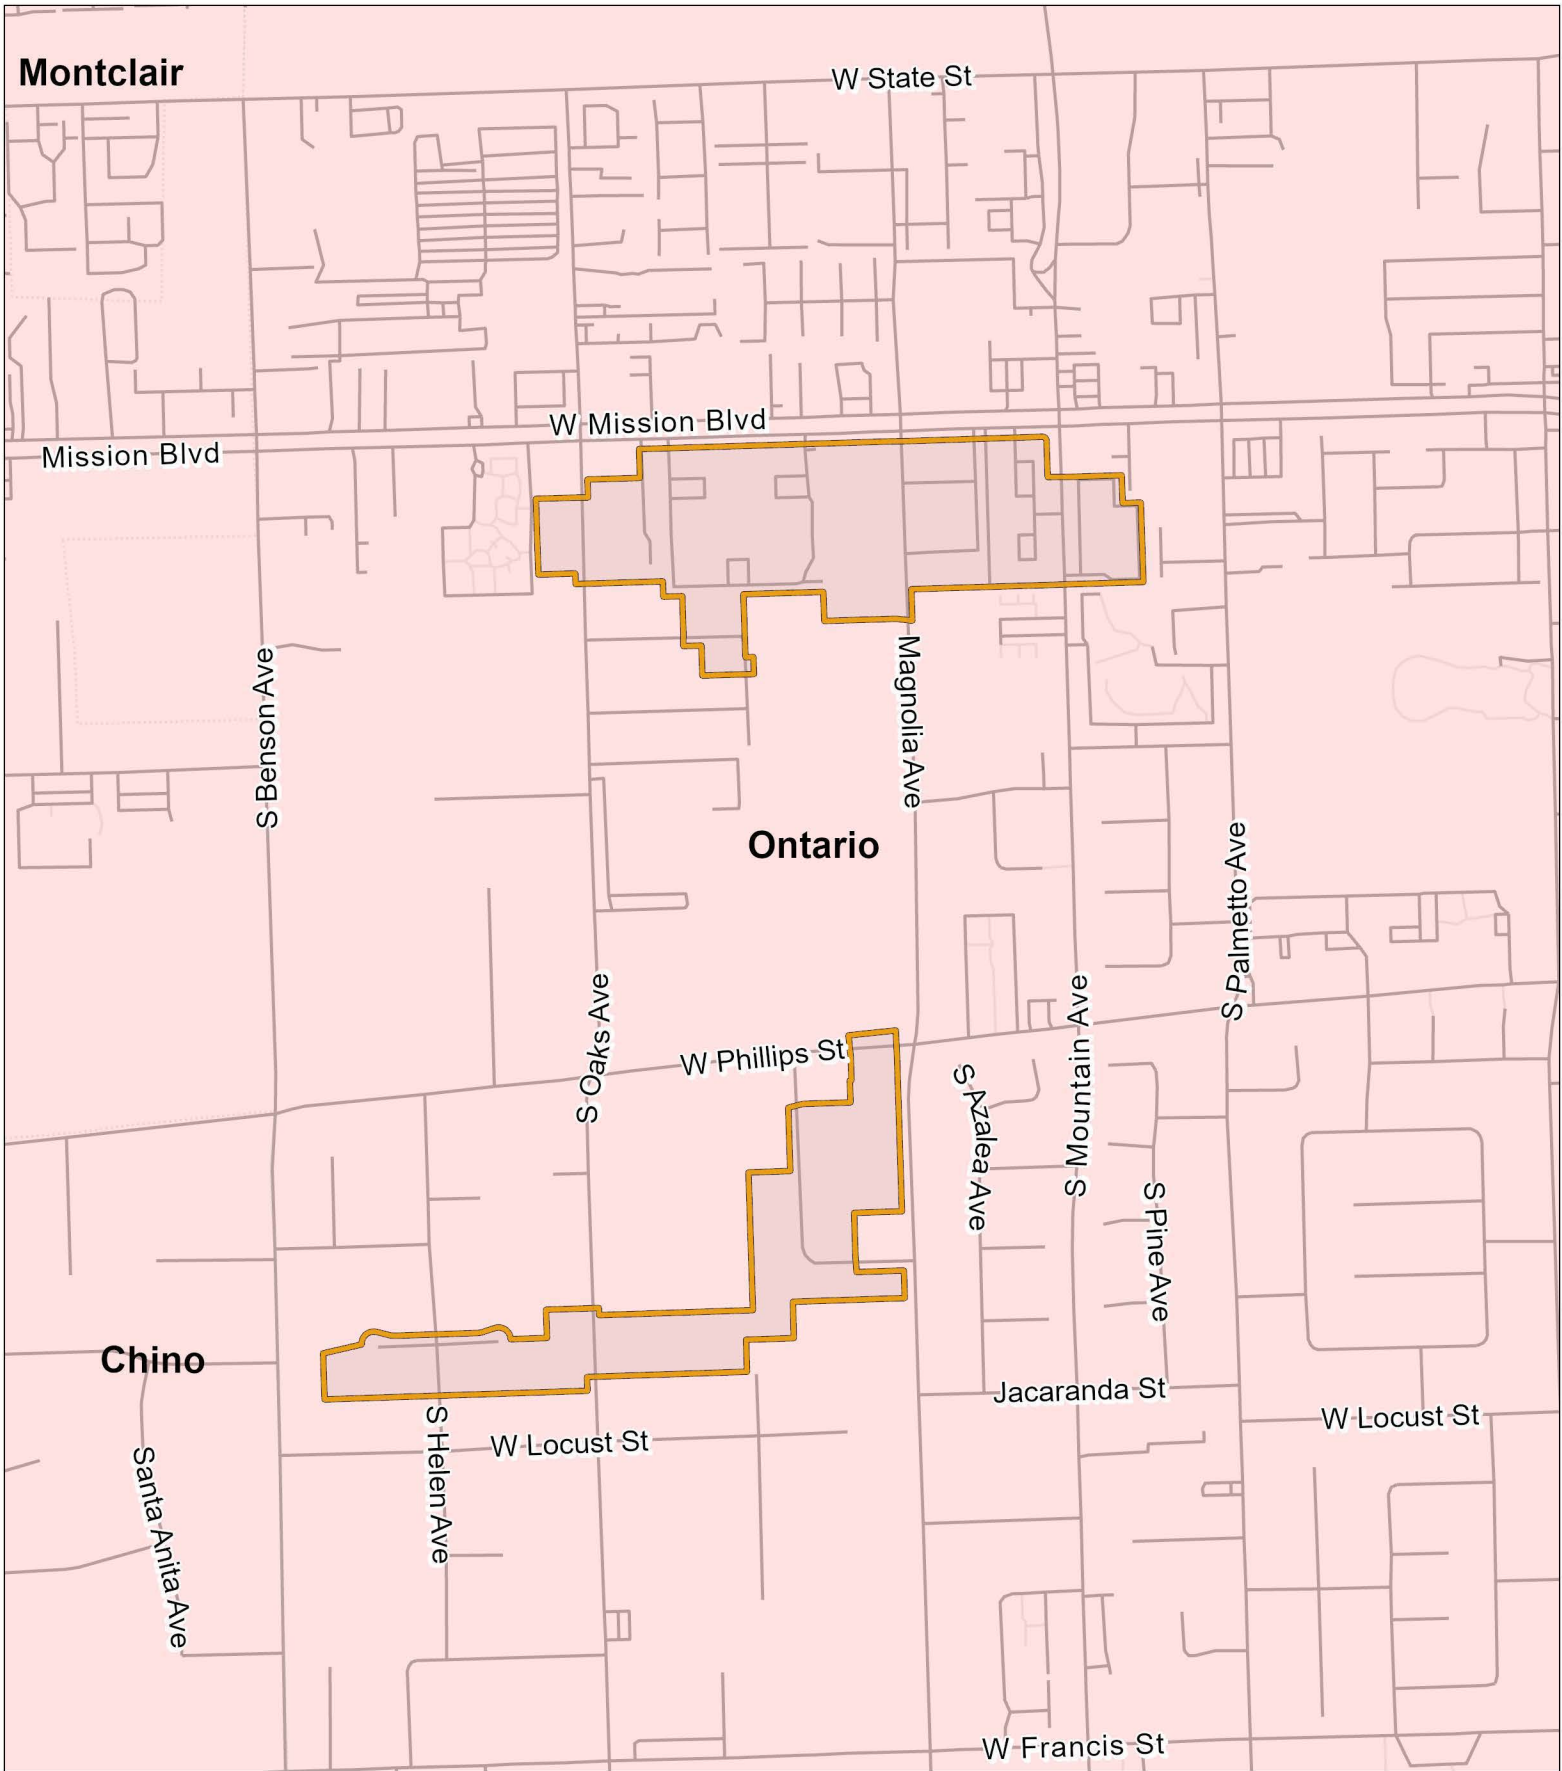 Montclair
W State St
W Mission Blvd
Mission Blvd
S Benson Ave
Magnolia Ave
Ontario
S Palmetto Ave
S Oaks Ave
S Mountain Ave
W Phillips St
S Azalea Ave
S Pine Ave
Chino
Jacaranda St
W Locust St
W Locust St
S Helen Ave
Santa Anita Ave
W Francis St